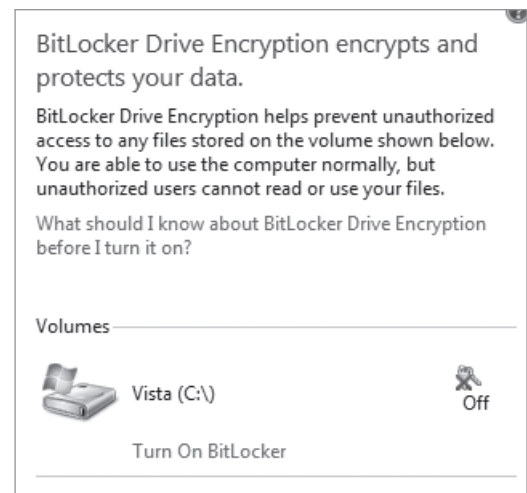 BitLocker Drive Encryption encrypts and
protects your data.
BitLocker Drive Encryption helps prevent unauthorized
access to any files stored on the volume shown below.
You are able to use the computer normally, but
unauthorized users cannot read or use your files.
What should I know about BitLocker Drive Encryption
before I turn it on?
Volumes
Vista (C:\)
Off
Turn On BitLocker